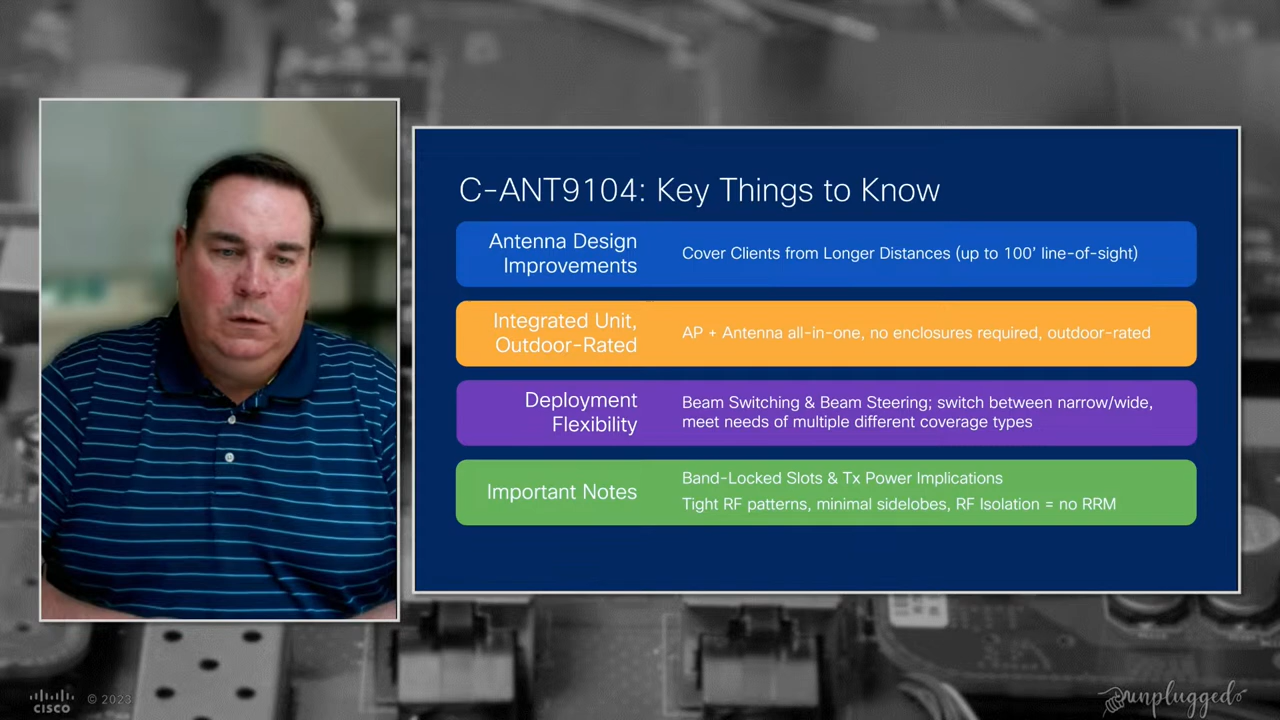 C-ANT9104: Key Things to Know
Antenna Design
Improvements
Cover Clients from Longer Distances (up to 100' line-of-sight)
Integrated Unit,
Outdoor-Rated
AP + Antenna all-in-one, no enclosures required, outdoor-rated
Deployment
Flexibility
Beam Switching & Beam Steering; switch between narrow/wide,
meet needs of multiple different coverage types
Important Notes
Band-Locked Slots & Tx Power Implications
Tight RF patterns, minimal sidelobes, RF Isolation = no RRM
CISCO
© 2023
unplugged